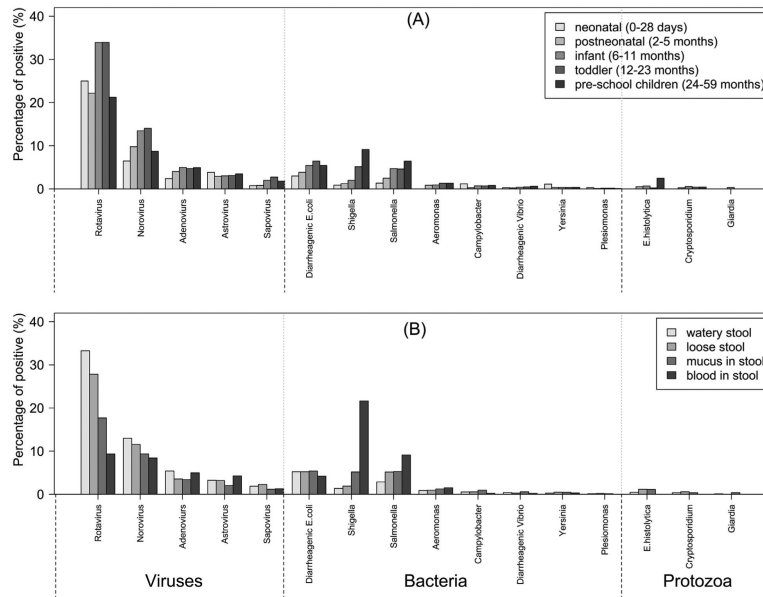 (A)
Percentage of positive (%)
40
30
20
10
0
neonatal (0-28 days)
postneonatal (2-5 months)
infant (6-11 months)
toddler (12-23 months)
pre-school children (24-59 months)
Rotavirus
Norovirus
Adenoviurs
Astrovirus
Sapovirus
Diarrheagenic E.coli
Shigella
Salmonella
Aeromonas
Campylobacter
Diarrheagenic Vibrio
Yersinia
Plesiomonas
E.histolytica
Cryptosporidium
Giardia
(B)
Percentage of positive (%)
40
30
20
10
0
watery stool
loose stool
mucus in stool
blood in stool
Rotavirus
Norovirus
Adenoviurs
Astrovirus
Sapovirus
Diarrheagenic E.coli
Shigella
Salmonella
Aeromonas
Campylobacter
Diarrheagenic Vibrio
Yersinia
Plesiomonas
E.histolytica
Cryptosporidium
Giardia
Viruses
Bacteria
Protozoa